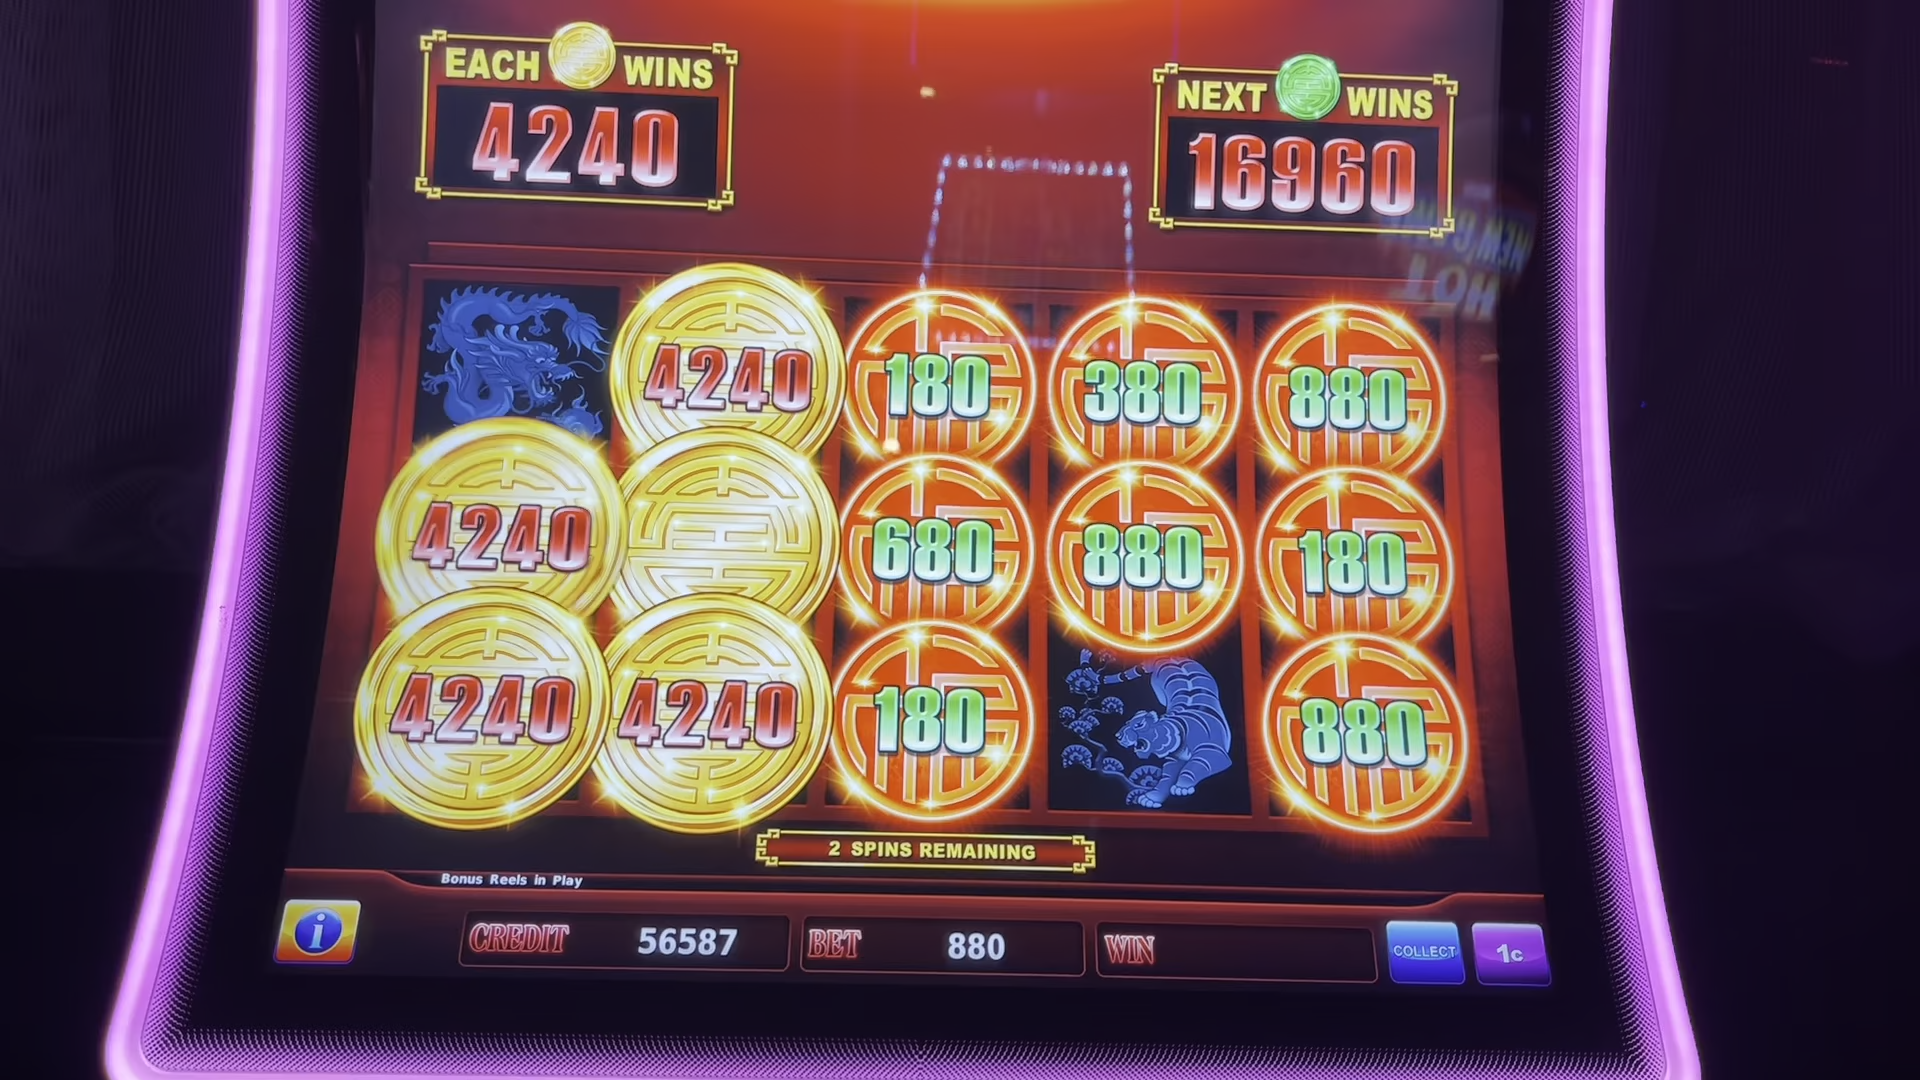 EACH WINS
4240
NEXT WINS
16960
4240
180
380
880
4240
680
880
180
4240
4240
180
880
2 SPINS REMAINING
Bonus Reels in Play
CREDIT 56587
BET 880
WIN
COLLECT
1c
i